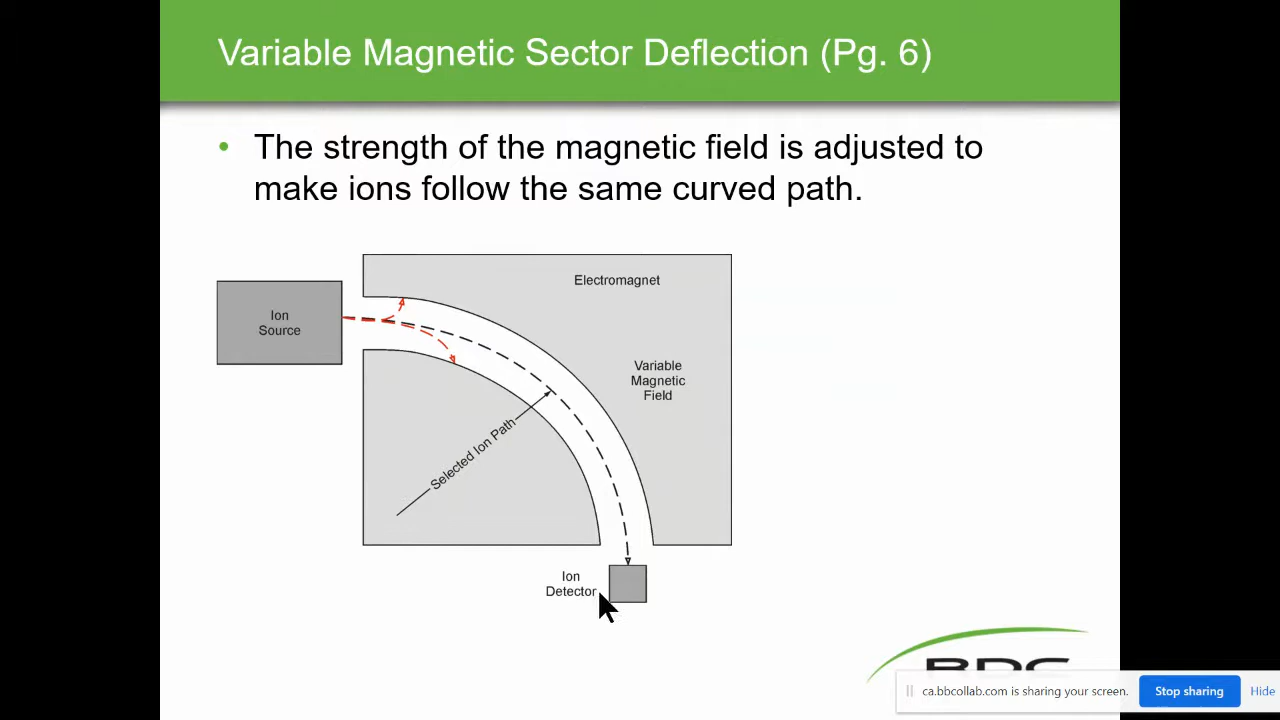 Variable Magnetic Sector Deflection (Pg. 6)
• The strength of the magnetic field is adjusted to
make ions follow the same curved path.
Electromagnet
Ion
Source
Variable
Magnetic
Field
Selected Ion Path
Ion
Detector
RDC
ca.bbcollab.com is sharing your screen.
Stop sharing
Hide